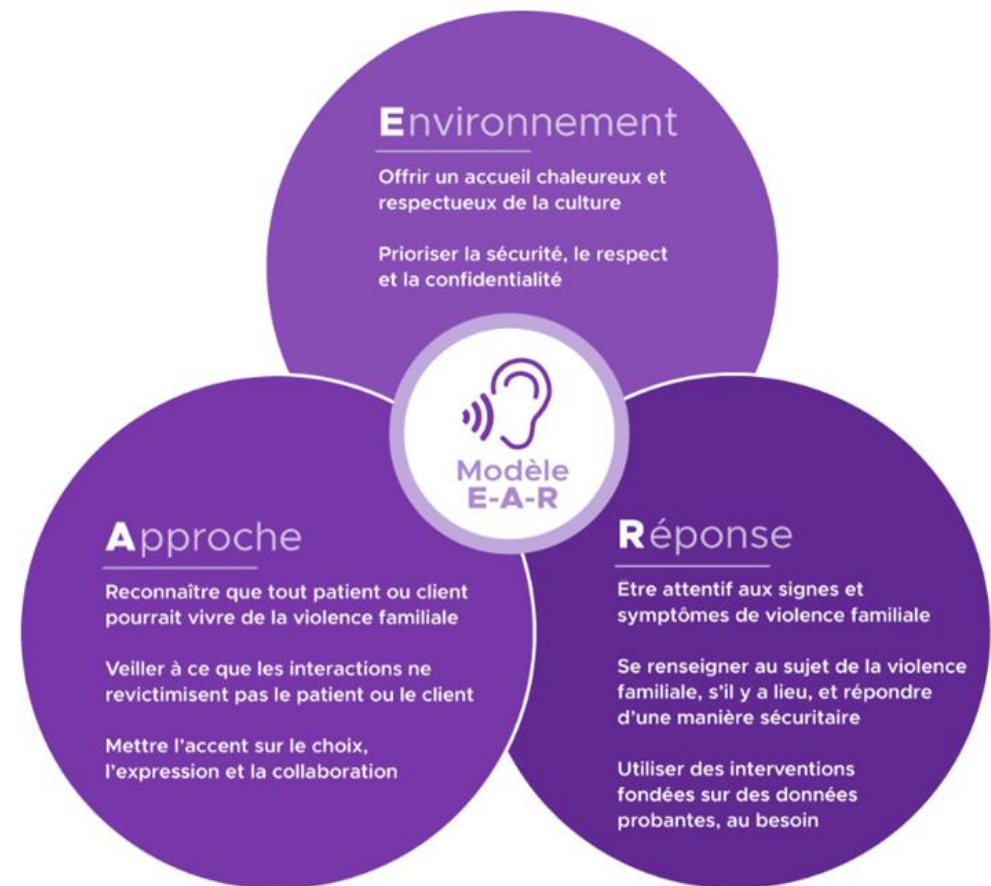 Environnement
Offrir un accueil chaleureux et
respectueux de la culture
Prioriser la sécurité, le respect
et la confidentialité
Modèle
E-A-R
Approche
Reconnaître que tout patient ou client
pourrait vivre de la violence familiale
Veiller à ce que les interactions ne
revictimisent pas le patient ou le client
Mettre l'accent sur le choix,
l'expression et la collaboration
Réponse
Etre attentif aux signes et
symptômes de violence familiale
Se renseigner au sujet de la violence
familiale, s'il y a lieu, et répondre
d'une manière sécuritaire
Utiliser des interventions
fondées sur des données
probantes, au besoin